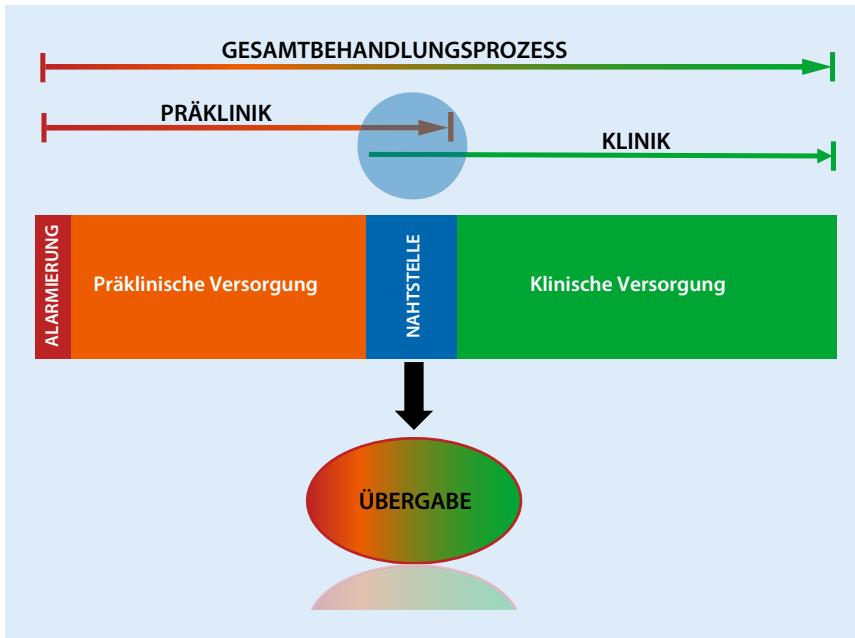 GESAMTBEHANDLUNGSPROZESS
PRÄKLINIK
KLINIK
ALARMIERUNG
Präklinische Versorgung
NAHTSTELLE
Klinische Versorgung
ÜBERGABE